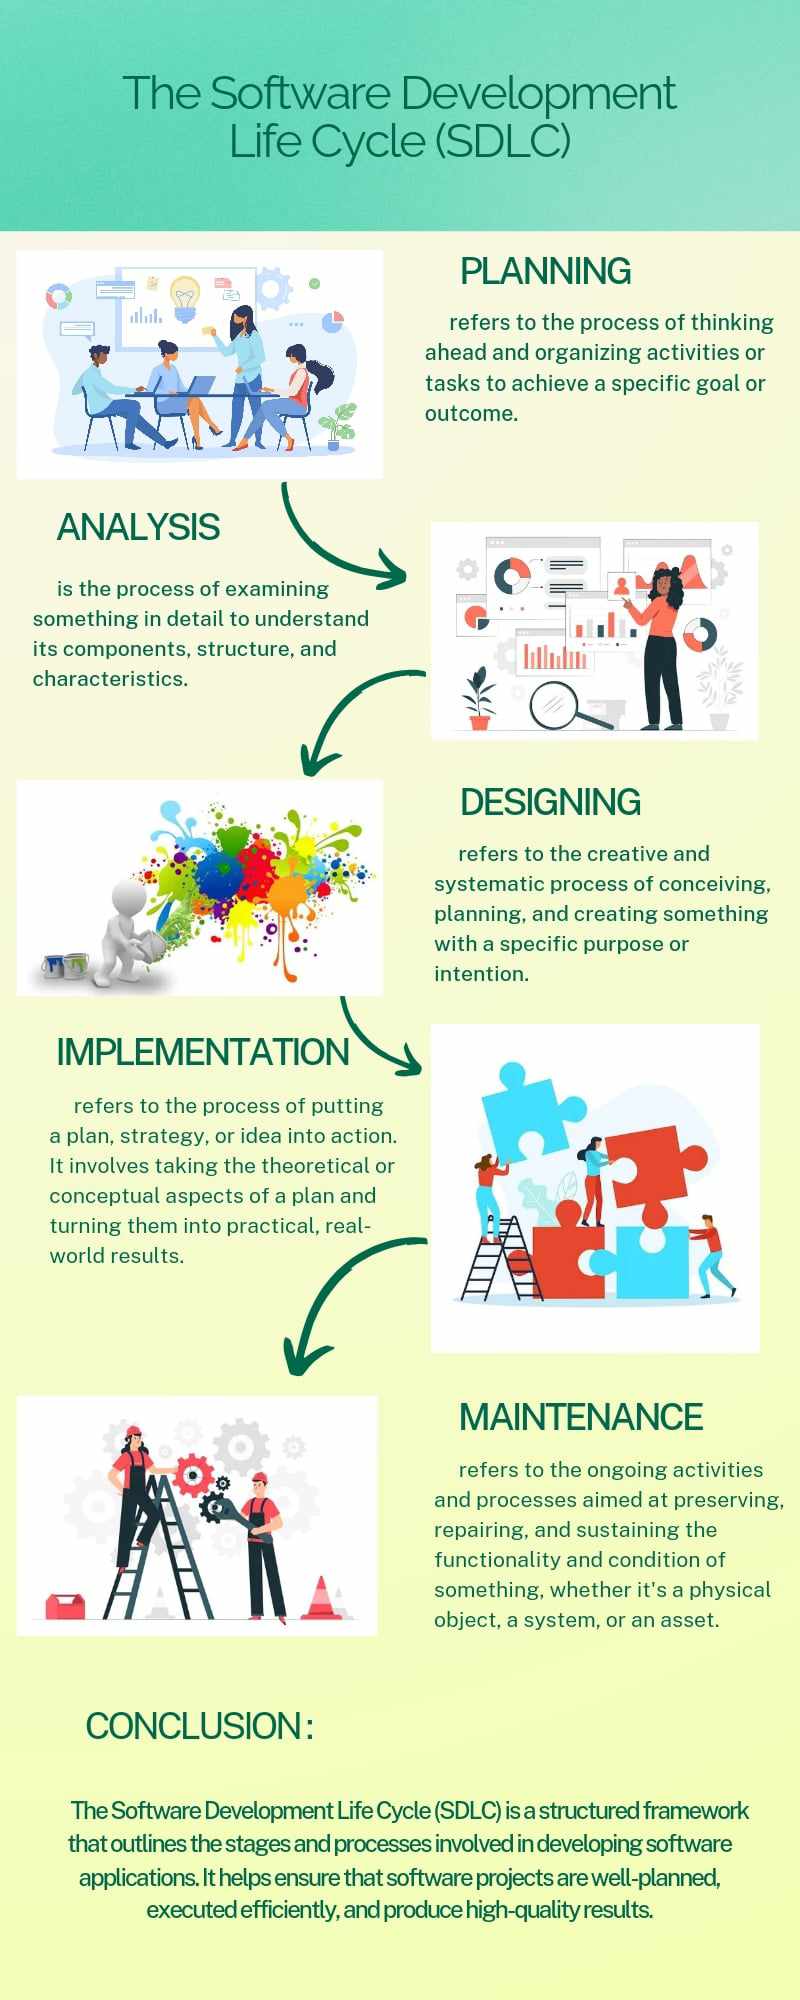 The Software Development
Life Cycle (SDLC)
PLANNING
refers to the process of thinking
ahead and organizing activities or
tasks to achieve a specific goal or
outcome.
ANALYSIS
is the process of examining
something in detail to understand
its components, structure, and
characteristics.
DESIGNING
refers to the creative and
systematic process of conceiving,
planning, and creating something
with a specific purpose or
intention.
IMPLEMENTATION
refers to the process of putting
a plan, strategy, or idea into action.
It involves taking the theoretical or
conceptual aspects of a plan and
turning them into practical, real-
world results.
MAINTENANCE
refers to the ongoing activities
and processes aimed at preserving,
repairing, and sustaining the
functionality and condition of
something, whether it's a physical
object, a system, or an asset.
CONCLUSION:
The Software Development Life Cycle (SDLC) is a structured framework
that outlines the stages and processes involved in developing software
applications. It helps ensure that software projects are well-planned,
executed efficiently, and produce high-quality results.